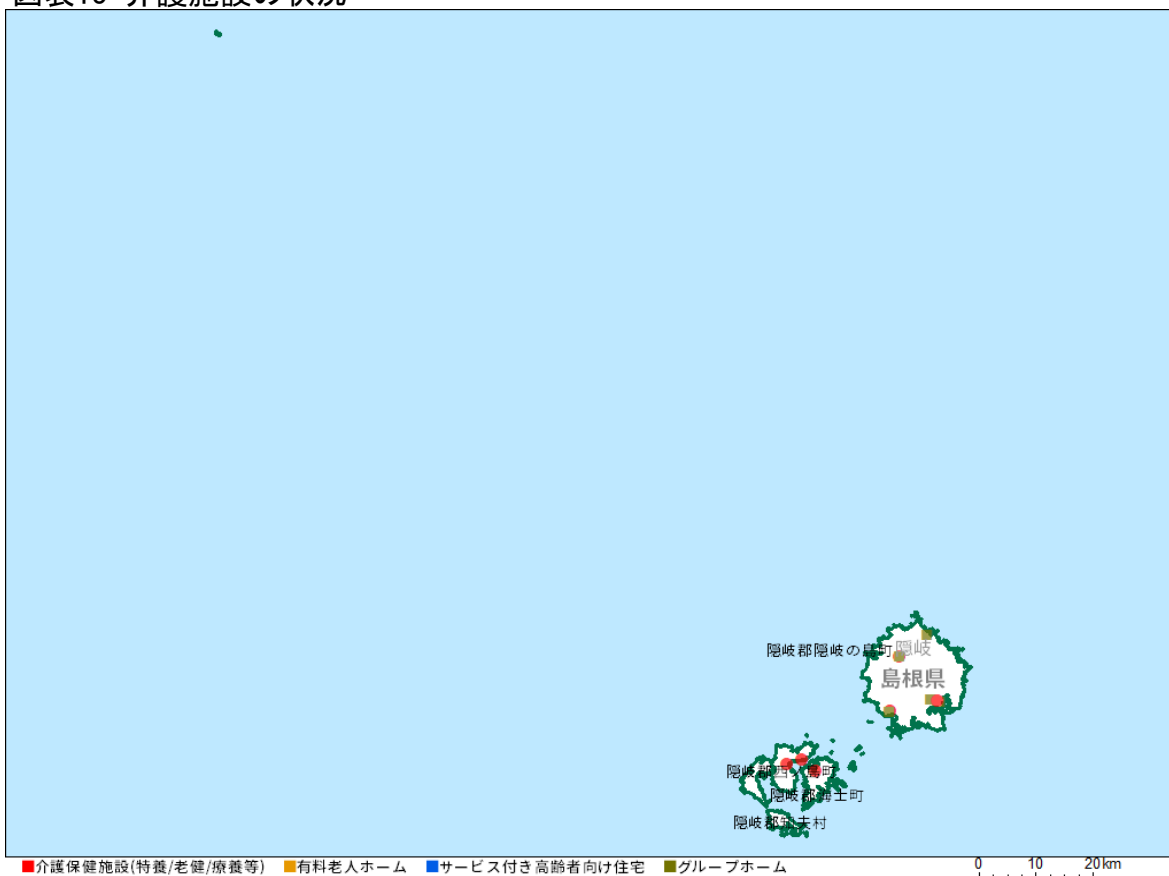 図表16 介護施設の状況
隠岐郡隠岐の島町
隠岐
島根県
隠岐郡西ノ島町
隠岐郡海士町
隠岐郡知夫村
■介護保健施設(特養/老健/療養等) ■有料老人ホーム ■サービス付き高齢者向け住宅 ■グループホーム
0 10 20km